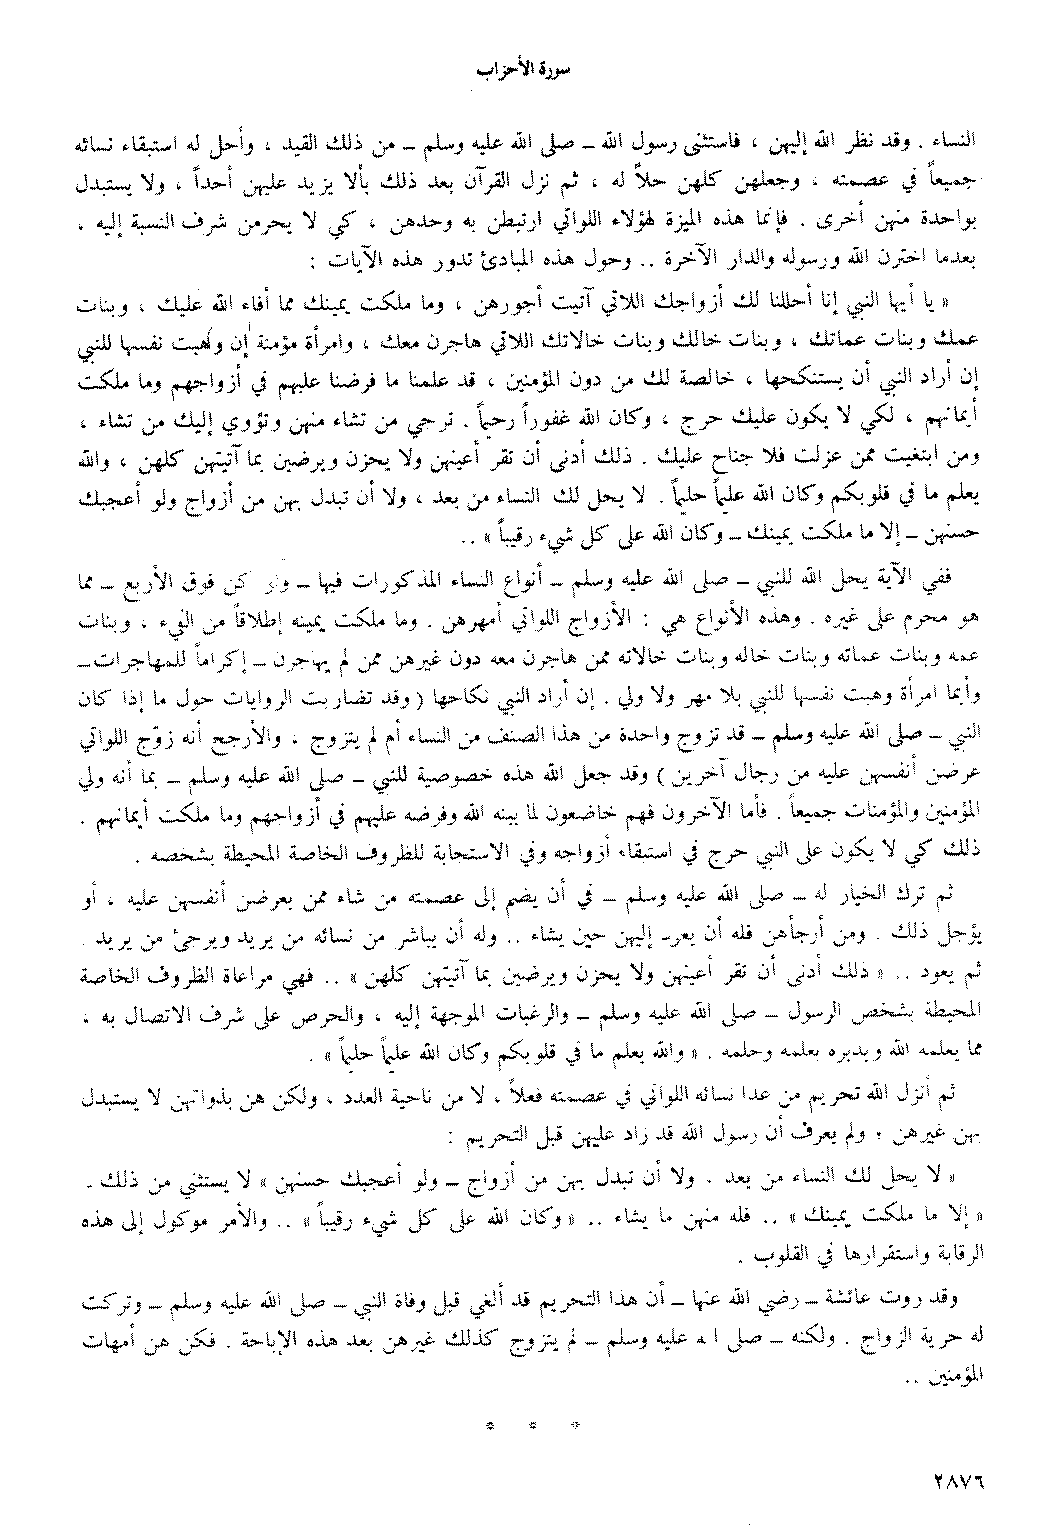 سورة الأحزاب
النساء . وقد نظر الله إليهن ، فاستثنى رسول الله – صلى الله عليه وسلم – من ذلك القيد ، وأحل له استبقاء نسائه
جميعاً في عصمته ، وجعلهن كلهن حلاً له ، ثم نزل القرآن بعد ذلك بألا يزيد عليهن أحداً ، ولا يستبدل
بواحدة منهن أخرى . فإنما هذه الميزة لهؤلاء اللواتي ارتبطن به وحدهن ، كي لا يحرمن شرف النسبة إليه ،
بعدما اخترن الله ورسوله والدار الآخرة .. وحول هذه المبادئ تدور هذه الآيات :
« يا أيها النبي إنا أحللنا لك أزواجك اللاتي آتيت أجورهن ، وما ملكت يمينك مما أفاء الله عليك ، وبنات
عمك وبنات عماتك ، وبنات خالك وبنات خالاتك اللاتي هاجرن معك ، وامرأة مؤمنة إن وهبت نفسها للنبي
إن أراد النبي أن يستنكحها ، خالصة لك من دون المؤمنين ، قد علمنا ما فرضنا عليهم في أزواجهم وما ملكت
أيمانهم ، لكي لا يكون عليك حرج ، وكان الله غفوراً رحيماً . ترجي من تشاء منهن وتؤوي إليك من تشاء ،
ومن ابتغيت ممن عزلت فلا جناح عليك . ذلك أدنى أن تقر أعينهن ولا يحزن ويرضين بما آتيتهن كلهن ، والله
يعلم ما في قلوبكم وكان الله عليماً حليماً . لا يحل لك النساء من بعد ، ولا أن تبدل بهن من أزواج ولو أعجبك
حسنهن – إلا ما ملكت يمينك – وكان الله على كل شيء رقيباً » ..
ففي الآية يحل الله للنبي – صلى الله عليه وسلم – أنواع النساء المذكورات فيها – ولو كن فوق الأربع – مما
هو محرم على غيره . وهذه الأنواع هي : الأزواج اللواتي أمهرهن . وما ملكت يمينه إطلاقاً من الفيء ، وبنات
عمه وبنات عماته وبنات خاله وبنات خالاته ممن هاجرن معه دون غيرهن ممن لم يهاجرن – إكراماً للمهاجرات –
وأيما امرأة وهبت نفسها للنبي بلا مهر ولا ولي . إن أراد النبي نكاحها ( وقد تضاربت الروايات حول ما إذا كان
النبي – صلى الله عليه وسلم – قد تزوج واحدة من هذا الصنف من النساء أم لم يتزوج ، والأرجح أنه زوّج اللواتي
عرضن أنفسهن عليه من رجال آخرين ) وقد جعل الله هذه خصوصية للنبي – صلى الله عليه وسلم – بما أنه ولي
المؤمنين والمؤمنات جميعاً . فأما الآخرون فهم خاضعون لما بينه الله وفرضه عليهم في أزواجهم وما ملكت أيمانهم .
ذلك كي لا يكون على النبي حرج في استبقاء أزواجه وفي الاستجابة للظروف الخاصة المحيطة بشخصه .
ثم ترك الخيار له – صلى الله عليه وسلم – في أن يضم إلى عصمته من شاء ممن يعرضن أنفسهن عليه ، أو
يؤجل ذلك . ومن أرجأهن فله أن يعود إليهن حين يشاء .. وله أن يباشر من نسائه من يريد ويرجئ من يريد .
ثم يعود .. « ذلك أدنى أن تقر أعينهن ولا يحزن ويرضين بما آتيتهن كلهن » .. فهي مراعاة الظروف الخاصة
المحيطة بشخص الرسول – صلى الله عليه وسلم – والرغبات الموجهة إليه ، والحرص على شرف الاتصال به ،
مما يعلمه الله ويدبره بعلمه وحلمه . « والله يعلم ما في قلوبكم وكان الله عليماً حليماً » .
ثم أنزل الله تحريم من عدا نسائه اللواتي في عصمته فعلاً ، لا من ناحية العدد ، ولكن هن بذواتهن لا يستبدل
بهن غيرهن ؛ ولم يعرف أن رسول الله قد زاد عليهن قبل التحريم :
« لا يحل لك النساء من بعد . ولا أن تبدل بهن من أزواج – ولو أعجبك حسنهن » لا يستثني من ذلك .
« إلا ما ملكت يمينك » .. فله منهن ما يشاء .. « وكان الله على كل شيء رقيباً » .. والأمر موكول إلى هذه
الرقابة واستقرارها في القلوب .
وقد روت عائشة – رضي الله عنها – أن هذا التحريم قد ألغي قبل وفاة النبي – صلى الله عليه وسلم – وتركت
له حرية الزواج . ولكنه – صلى الله عليه وسلم – لم يتزوج كذلك غيرهن بعد هذه الإباحة . فكن هن أمهات
المؤمنين ..
* * *
٢٨٧٦